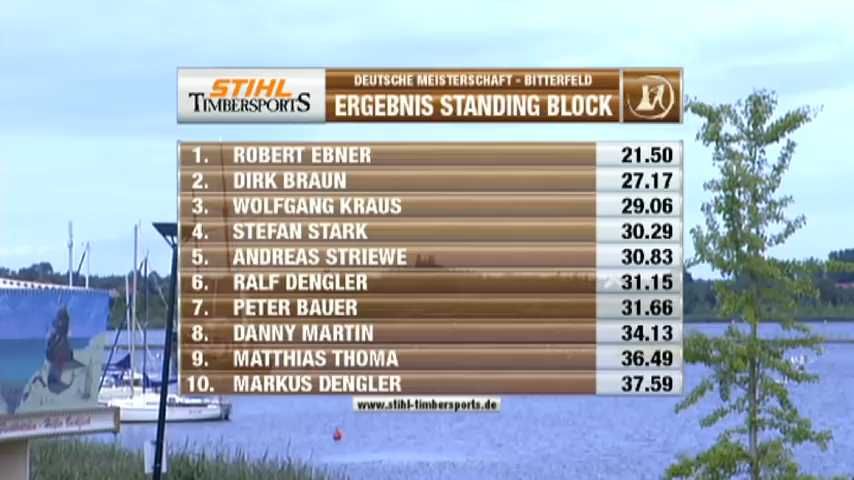 STIHL
TIMBERSPORTS
DEUTSCHE MEISTERSCHAFT - BITTERFELD
ERGEBNIS STANDING BLOCK
1. ROBERT EBNER 21.50
2. DIRK BRAUN 27.17
3. WOLFGANG KRAUS 29.06
4. STEFAN STARK 30.29
5. ANDREAS STRIEWE 30.83
6. RALF DENGLER 31.15
7. PETER BAUER 31.66
8. DANNY MARTIN 34.13
9. MATTHIAS THOMA 36.49
10. MARKUS DENGLER 37.59
www.stihl-timbersports.de